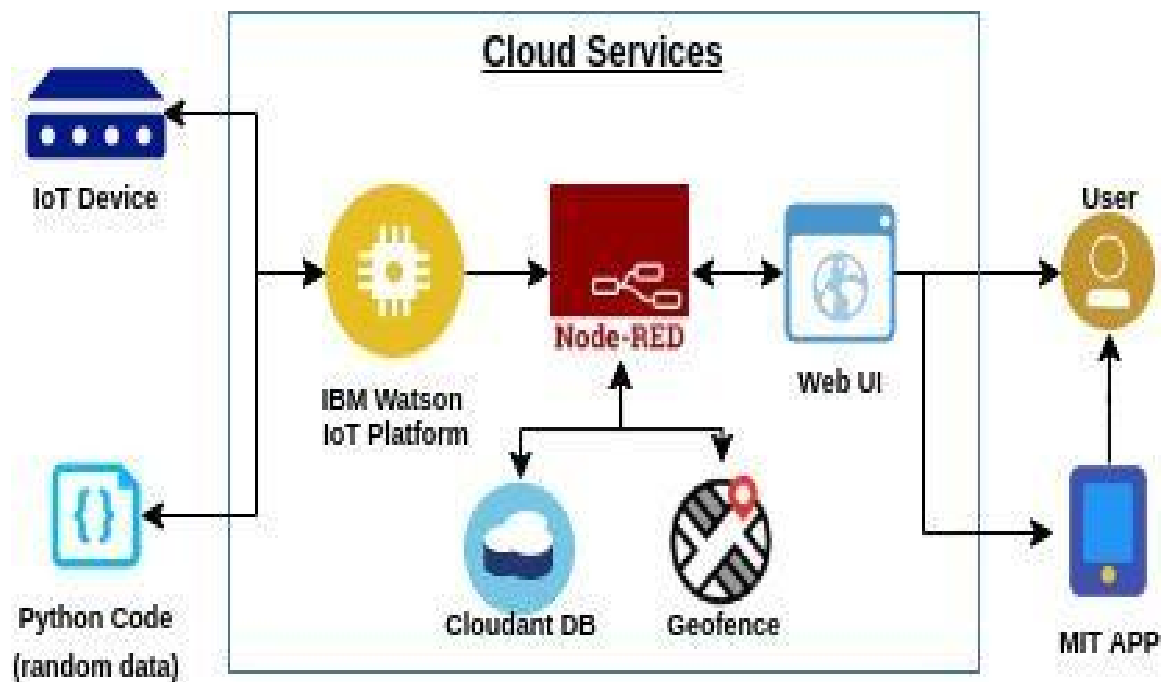 Cloud Services
IoT Device
User
Node-RED
Web UI
IBM Watson
IoT Platform
Python Code
(random data)
Cloudant DB
Geofence
MIT APP